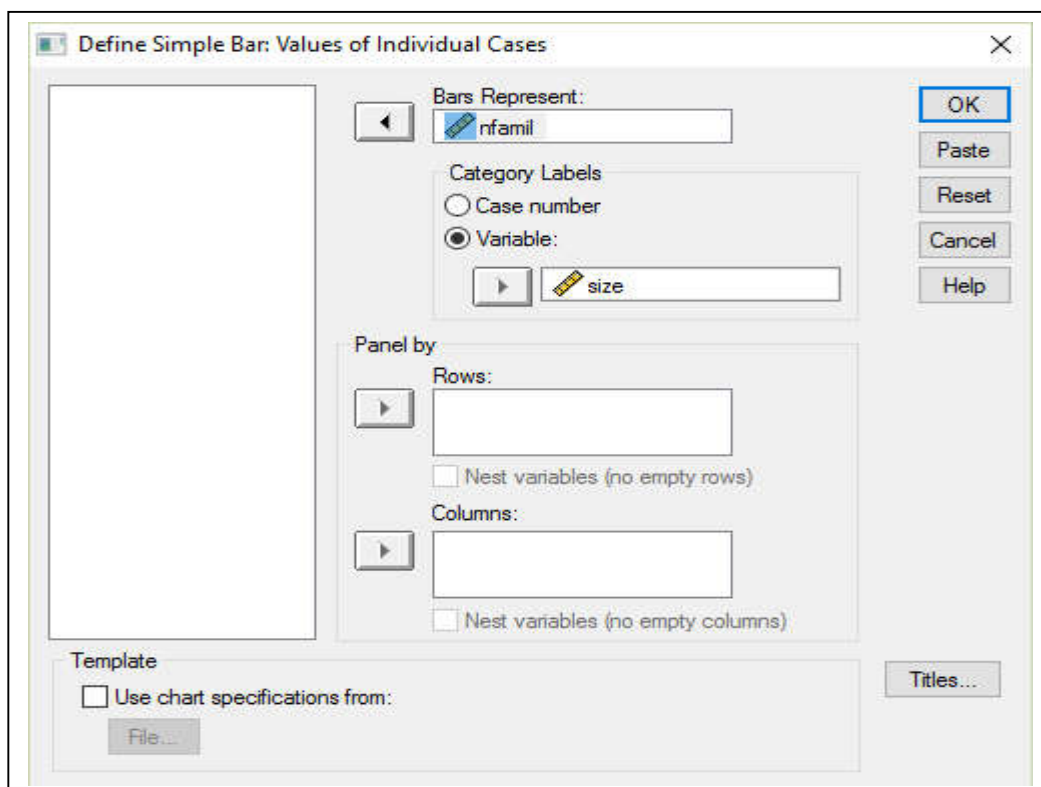 Define Simple Bar: Values of Individual Cases
Bars Represent:
nfamil
Category Labels
Case number
Variable:
size
OK
Paste
Reset
Cancel
Help
Panel by
Rows:
Nest variables (no empty rows)
Columns:
Nest variables (no empty columns)
Template
Use chart specifications from:
File...
Titles...